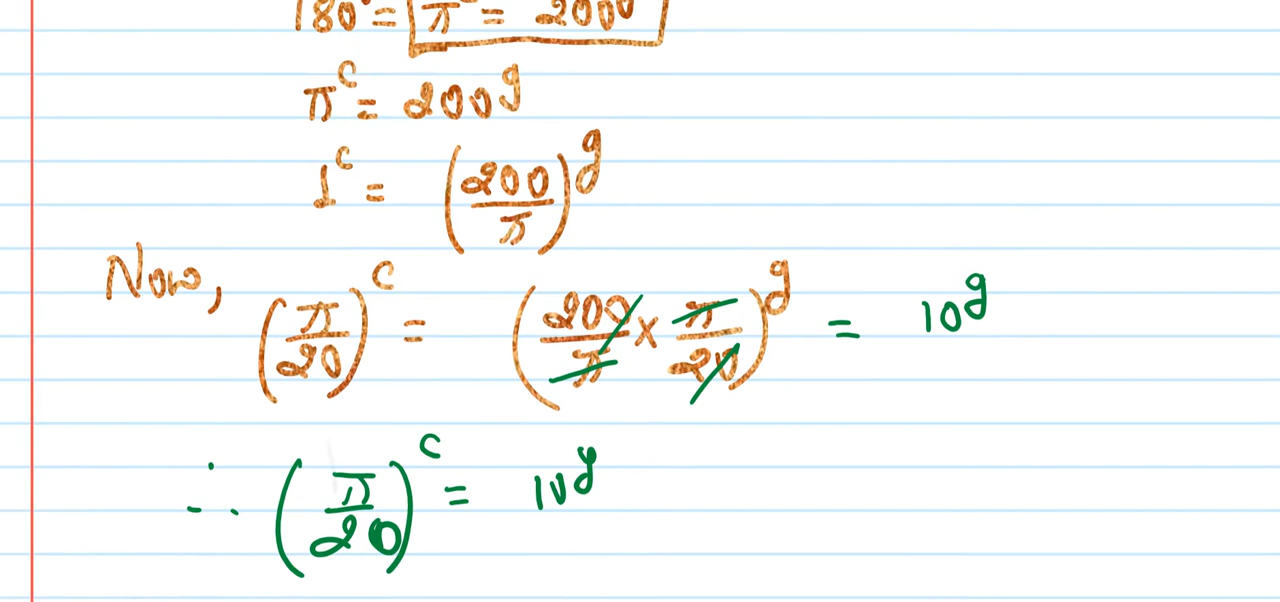 180° = π = 200
π^c = 200^g
1^c = (200/π)^g
Now, (π/20)^c = (200/π × π/20)^g = 10^g
∴ (π/20)^c = 10^g